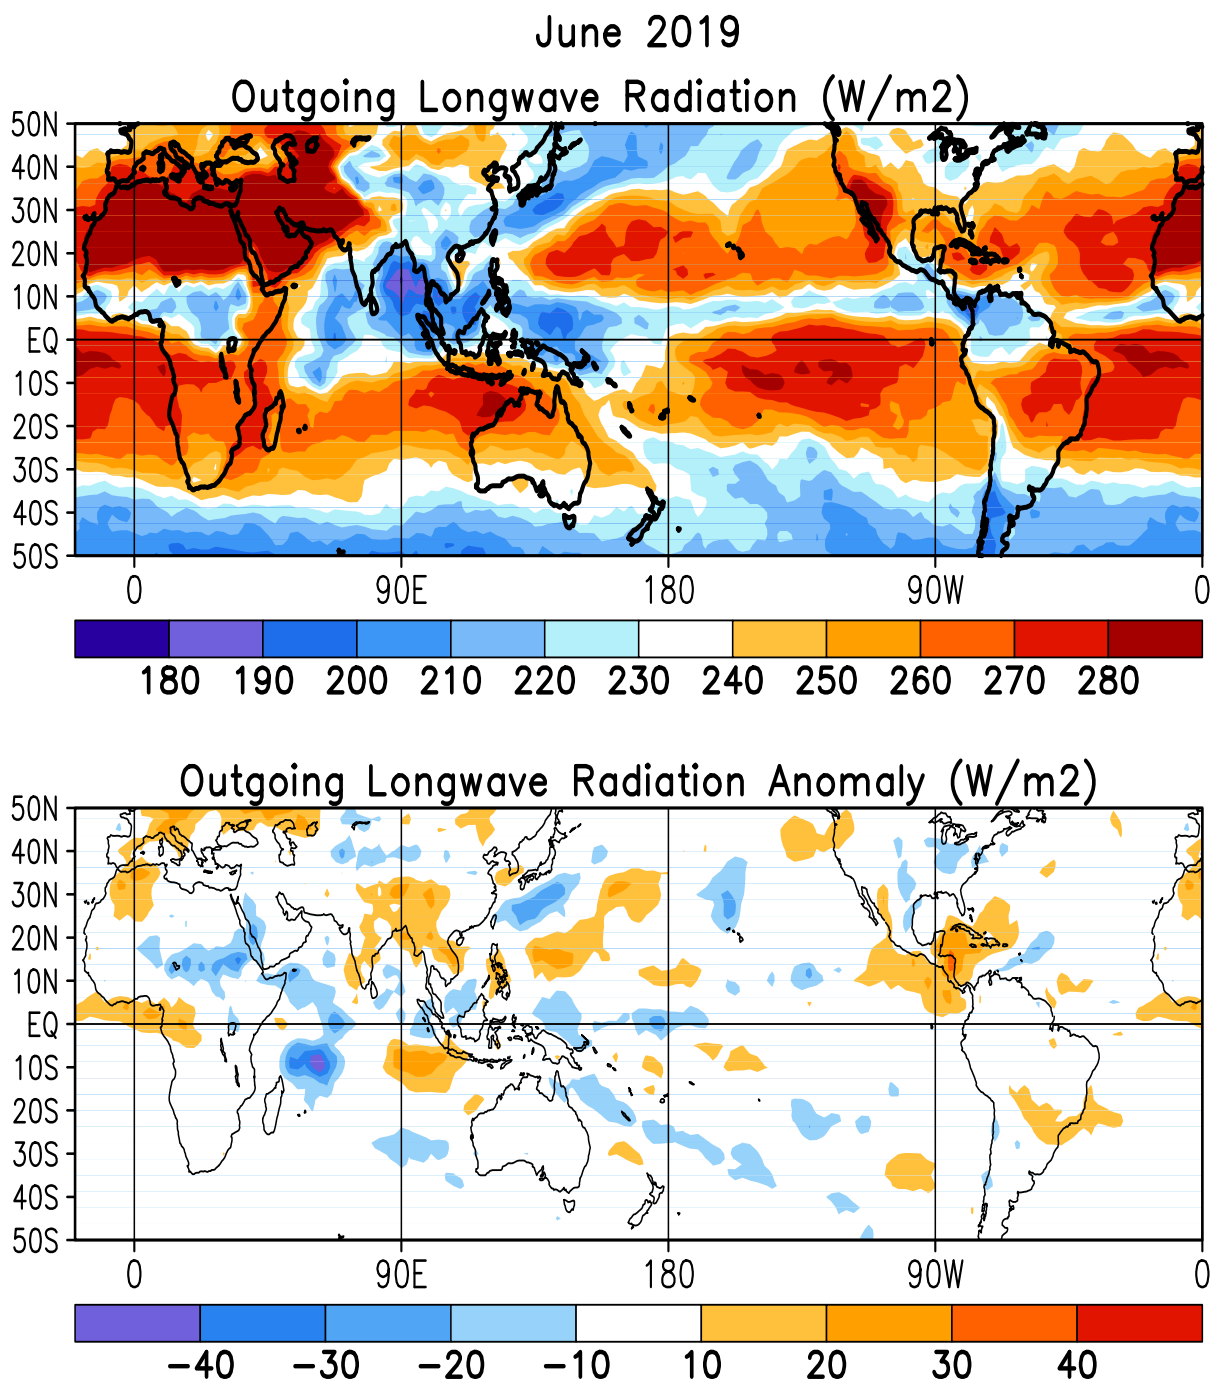 June 2019
Outgoing Longwave Radiation (W/m2)
50N
40N
30N
20N
10N
EQ
10S
20S
30S
40S
50S
0 90E 180 90W 0
180 190 200 210 220 230 240 250 260 270 280
Outgoing Longwave Radiation Anomaly (W/m2)
50N
40N
30N
20N
10N
EQ
10S
20S
30S
40S
50S
0 90E 180 90W 0
−40 −30 −20 −10 10 20 30 40